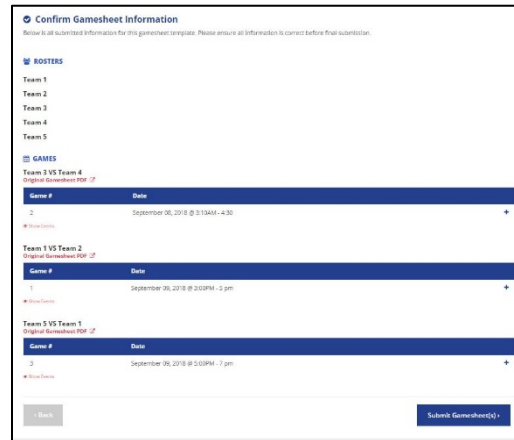 Confirm Gamesheet Information
Below is all submitted information for this gamesheet template. Please ensure all information is correct before final submission.
ROSTERS
Team 1
Team 2
Team 3
Team 4
Team 5
GAMES
Team 3 VS Team 4
Original Gamesheet PDF
Game # Date
2 September 08, 2018 @ 3:10AM - 4:30 +
Show Events
Team 1 VS Team 2
Original Gamesheet PDF
Game # Date
1 September 09, 2018 @ 3:00PM - 5 pm +
Show Events
Team 5 VS Team 1
Original Gamesheet PDF
Game # Date
3 September 09, 2018 @ 5:00PM - 7 pm +
Show Events
‹ Back
Submit Gamesheet(s) ›